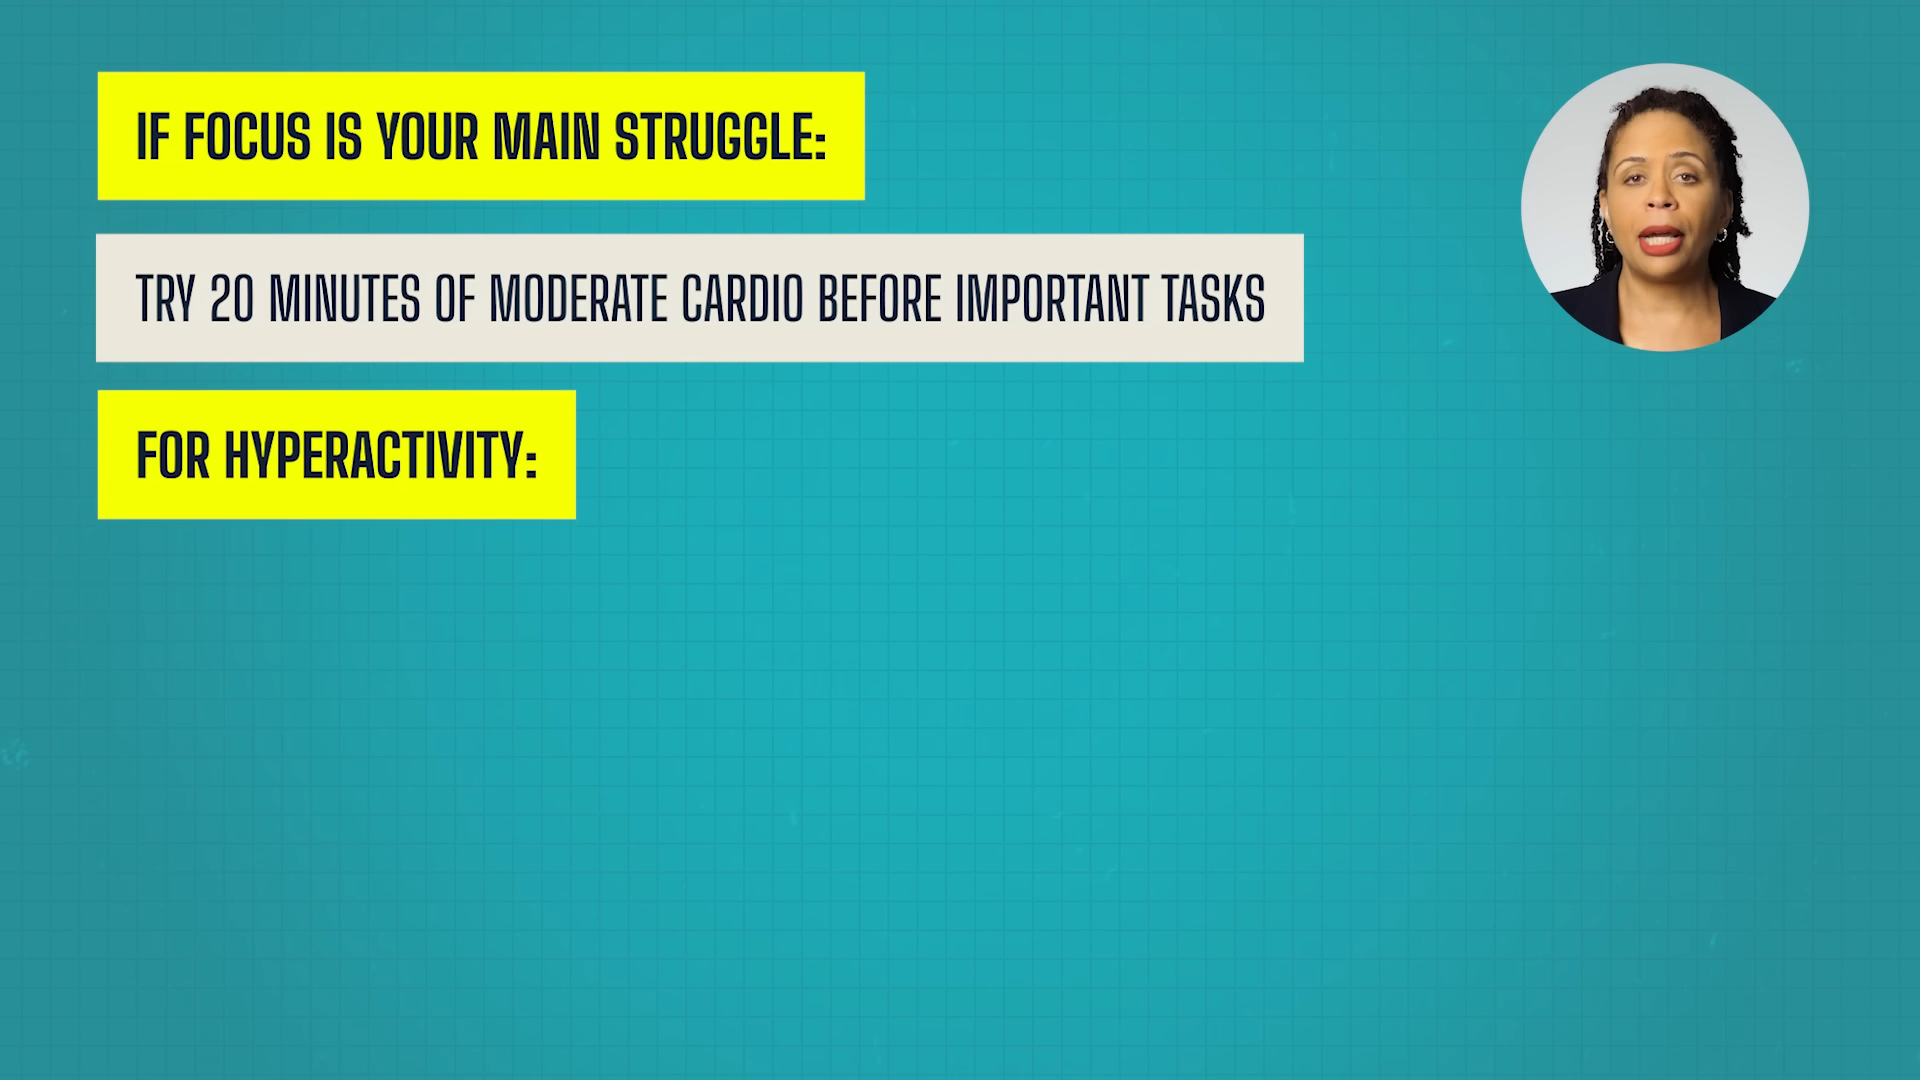 IF FOCUS IS YOUR MAIN STRUGGLE:
TRY 20 MINUTES OF MODERATE CARDIO BEFORE IMPORTANT TASKS
FOR HYPERACTIVITY: